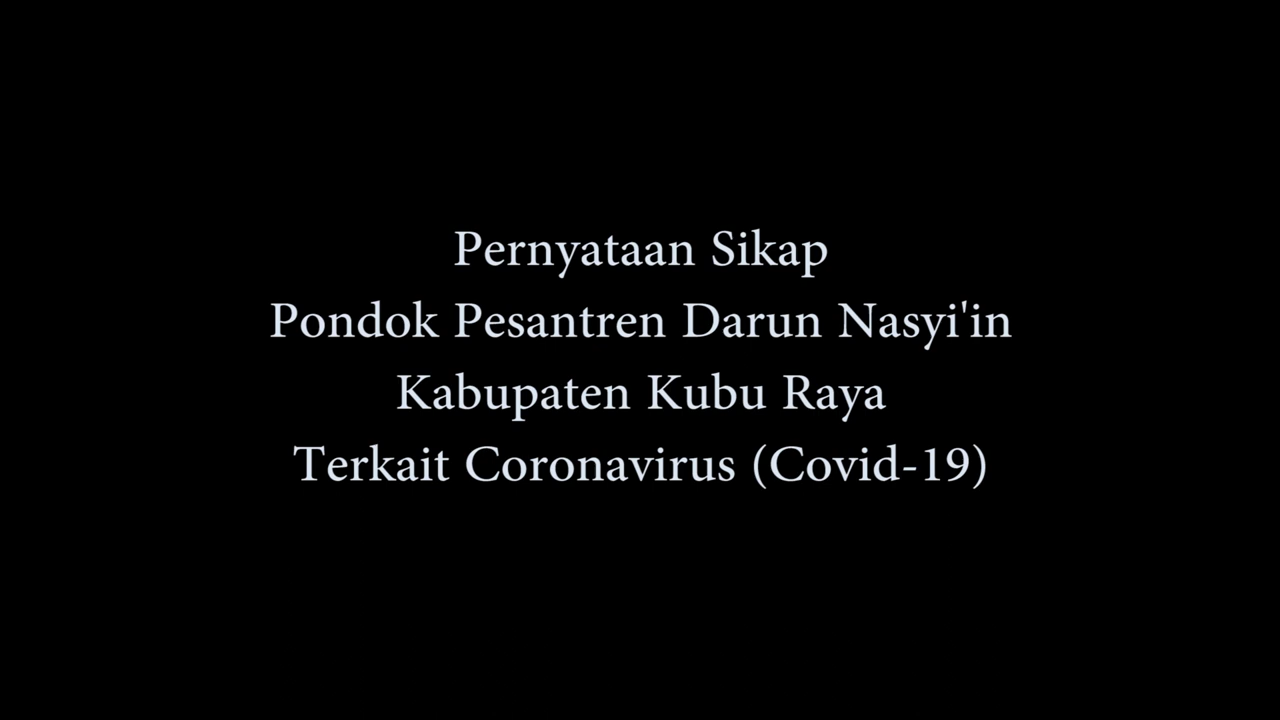 Pernyataan Sikap
Pondok Pesantren Darun Nasyi'in
Kabupaten Kubu Raya
Terkait Coronavirus (Covid-19)